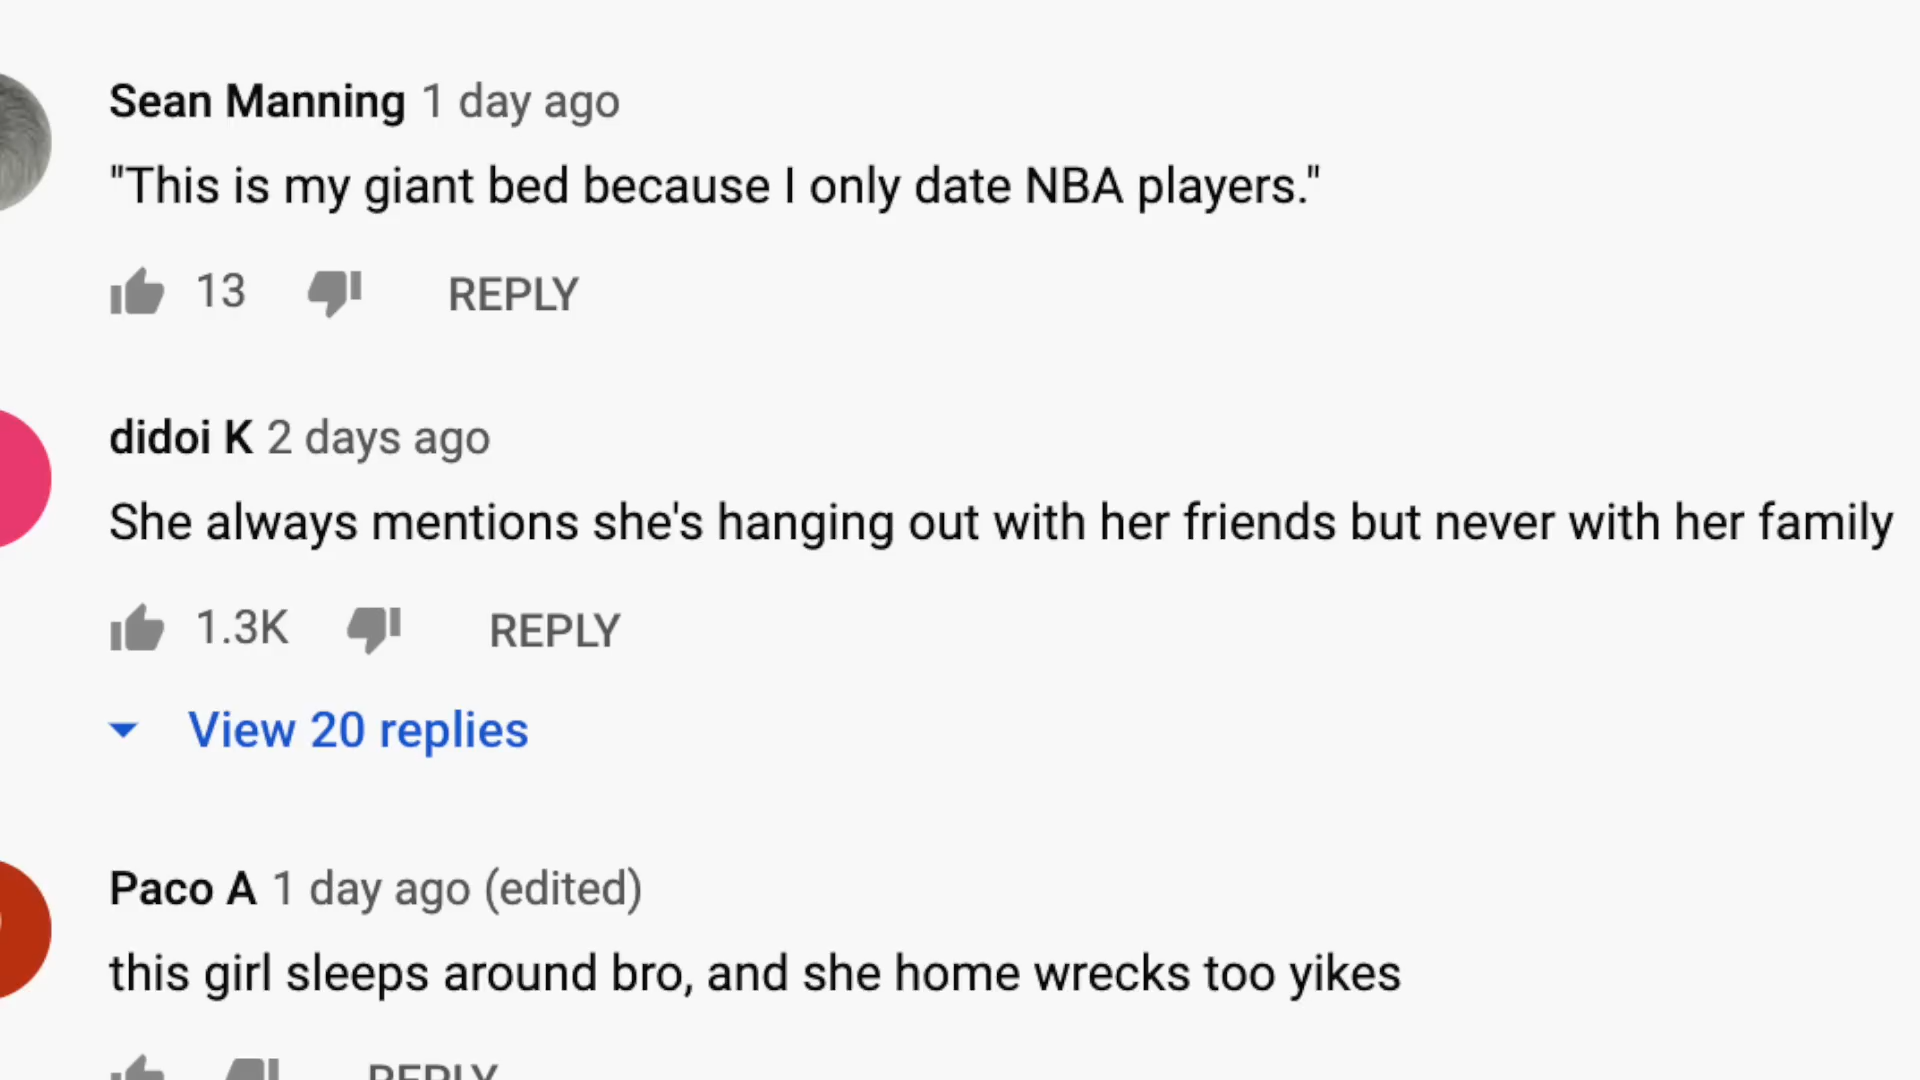 Sean Manning 1 day ago
"This is my giant bed because I only date NBA players."
13 REPLY
didoi K 2 days ago
She always mentions she's hanging out with her friends but never with her family
1.3K REPLY
View 20 replies
Paco A 1 day ago (edited)
this girl sleeps around bro, and she home wrecks too yikes
REPLY